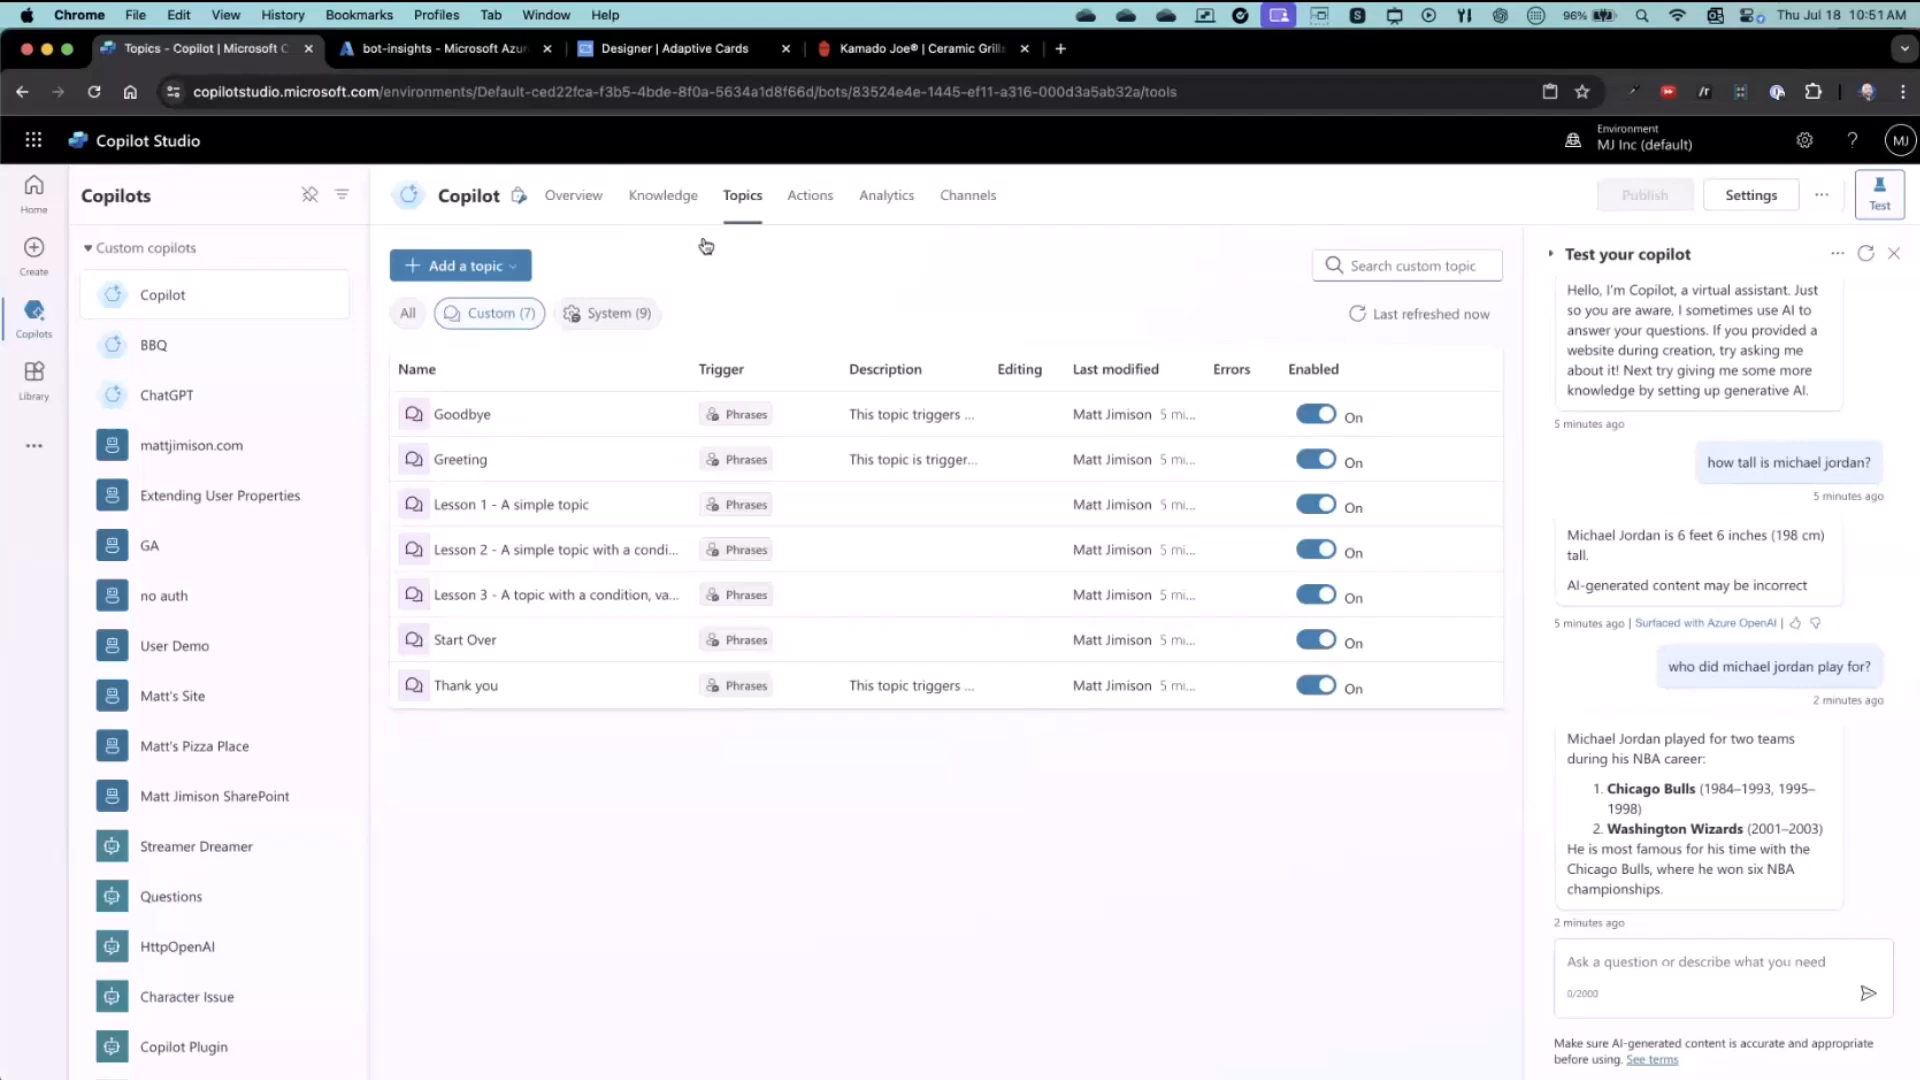 Chrome File Edit View History Bookmarks Profiles Tab Window Help
96% Thu Jul 18 10:51 AM
Topics - Copilot | Microsoft C
bot-insights - Microsoft Azur
Designer | Adaptive Cards
Kamado Joe® | Ceramic Grill
copilotstudio.microsoft.com/environments/Default-ced22fca-f3b5-4bde-8f0a-5634a1d8f66d/bots/83524e4e-1445-ef11-a316-000d3a5ab32a/tools
Copilot Studio
Environment
MJ Inc (default)
MJ
Home
Create
Copilots
Library
Copilots
Custom copilots
Copilot
BBQ
ChatGPT
mattjimison.com
Extending User Properties
GA
no auth
User Demo
Matt's Site
Matt's Pizza Place
Matt Jimison SharePoint
Streamer Dreamer
Questions
HttpOpenAI
Character Issue
Copilot Plugin
Copilot Overview Knowledge Topics Actions Analytics Channels
Publish Settings ... Test
+ Add a topic
Search custom topic
All Custom (7) System (9)
Last refreshed now
Name Trigger Description Editing Last modified Errors Enabled
Goodbye Phrases This topic triggers ... Matt Jimison 5 mi... On
Greeting Phrases This topic is trigger... Matt Jimison 5 mi... On
Lesson 1 - A simple topic Phrases Matt Jimison 5 mi... On
Lesson 2 - A simple topic with a condi... Phrases Matt Jimison 5 mi... On
Lesson 3 - A topic with a condition, va... Phrases Matt Jimison 5 mi... On
Start Over Phrases Matt Jimison 5 mi... On
Thank you Phrases This topic triggers ... Matt Jimison 5 mi... On
Test your copilot
Hello, I'm Copilot, a virtual assistant. Just
so you are aware, I sometimes use AI to
answer your questions. If you provided a
website during creation, try asking me
about it! Next try giving me some more
knowledge by setting up generative AI.
5 minutes ago
how tall is michael jordan?
5 minutes ago
Michael Jordan is 6 feet 6 inches (198 cm)
tall.
AI-generated content may be incorrect
5 minutes ago | Surfaced with Azure OpenAI |
who did michael jordan play for?
2 minutes ago
Michael Jordan played for two teams
during his NBA career:
1. Chicago Bulls (1984–1993, 1995–
1998)
2. Washington Wizards (2001–2003)
He is most famous for his time with the
Chicago Bulls, where he won six NBA
championships.
2 minutes ago
Ask a question or describe what you need
0/2000
Make sure AI-generated content is accurate and appropriate
before using. See terms